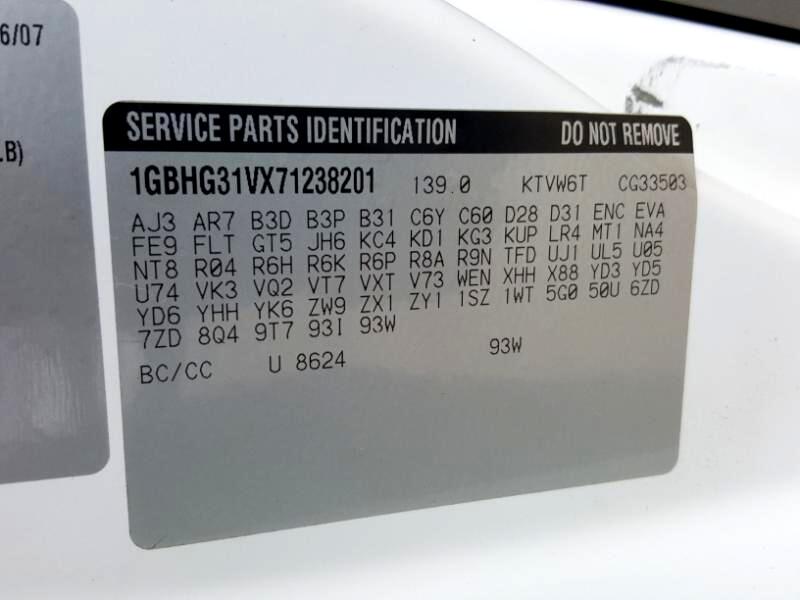 6/07
.B)
SERVICE PARTS IDENTIFICATION DO NOT REMOVE
1GBHG31VX71238201 139.0 KTVW6T CG33503
AJ3 AR7 B3D B3P B31 C6Y C60 D28 D31 ENC EVA
FE9 FLT GT5 JH6 KC4 KD1 KG3 KUP LR4 MT1 NA4
NT8 R04 R6H R6K R6P R8A R9N TFD UJ1 UL5 U05
U74 VK3 VQ2 VT7 VXT V73 WEN XHH X88 YD3 YD5
YD6 YHH YK6 ZW9 ZX1 ZY1 1SZ 1WT 5G0 50U 6ZD
7ZD 8Q4 9T7 93I 93W
BC/CC U 8624 93W